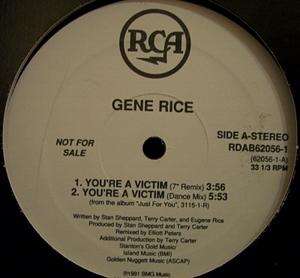 RCA
GENE RICE
NOT FOR
SALE
SIDE A-STEREO
RDAB62056-1
(62056-1-A)
33 1/3 RPM
1. YOU'RE A VICTIM (7" Remix) 3:56
2. YOU'RE A VICTIM (Dance Mix) 5:53
(from the album "Just For You", 3115-1-R)
Written by Stan Sheppard, Terry Carter, and Eugene Rice
Produced by Stan Sheppard and Terry Carter
Remixed by Elliott Peters
Additional Production by Terry Carter
Stanton's Gold Music/
Island Music (BMI)
Golden Nuggett Music (ASCAP)
©1991 BMG Music